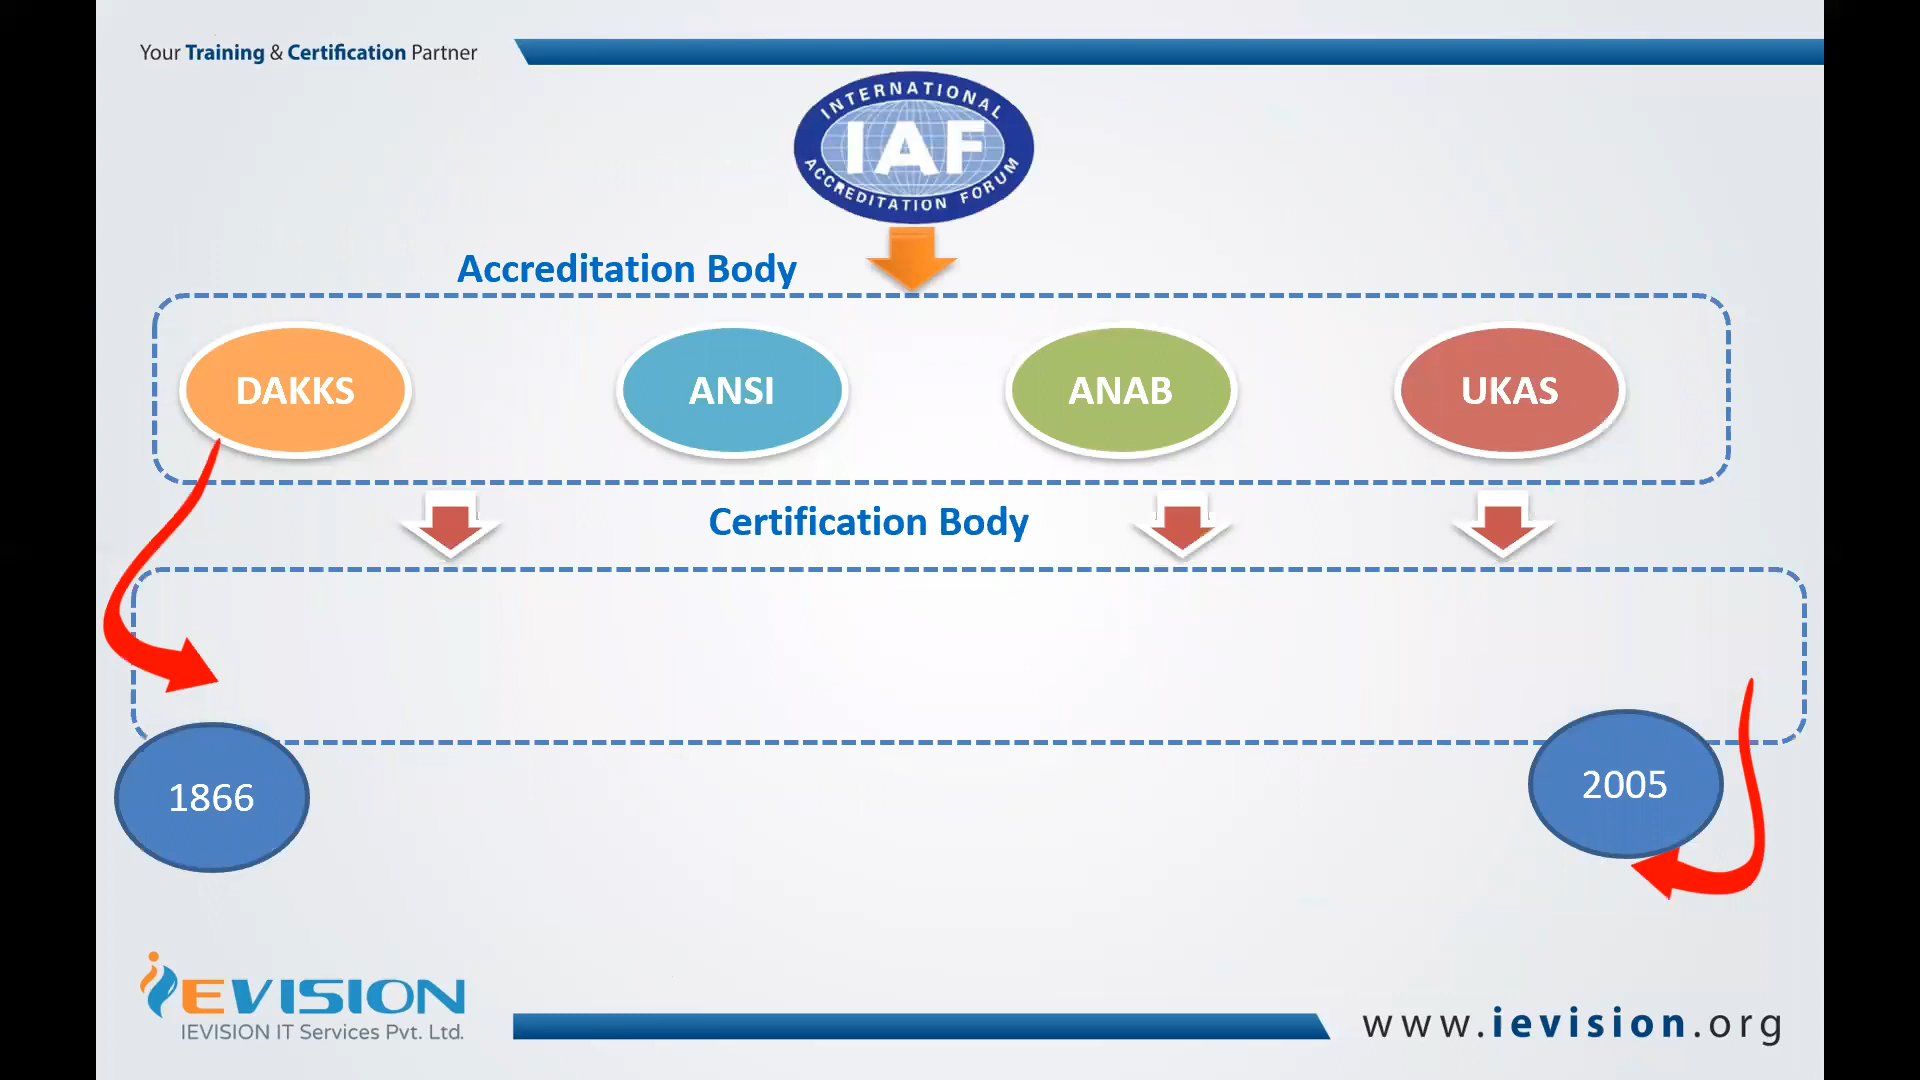 Your Training & Certification Partner
INTERNATIONAL
IAF
ACCREDITATION FORUM
Accreditation Body
DAKKS
ANSI
ANAB
UKAS
Certification Body
1866
2005
iEVISION
IEVISION IT Services Pvt. Ltd.
www.ievision.org